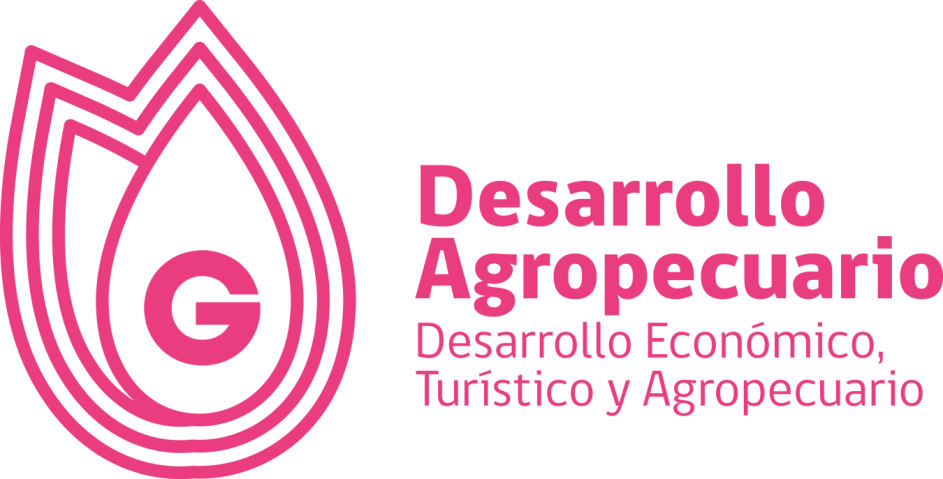 G
Desarrollo
Agropecuario
Desarrollo Económico,
Turístico y Agropecuario